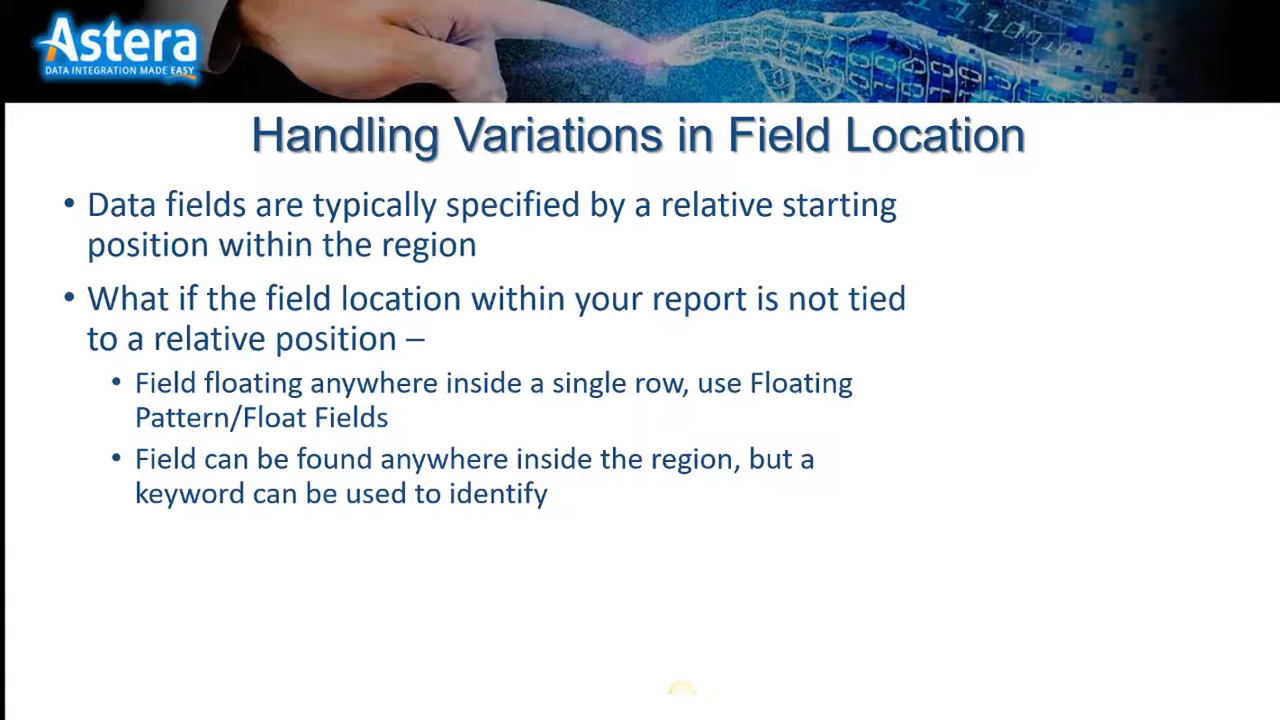 Astera
DATA INTEGRATION MADE EASY
Handling Variations in Field Location
• Data fields are typically specified by a relative starting
position within the region
• What if the field location within your report is not tied
to a relative position –
• Field floating anywhere inside a single row, use Floating
Pattern/Float Fields
• Field can be found anywhere inside the region, but a
keyword can be used to identify